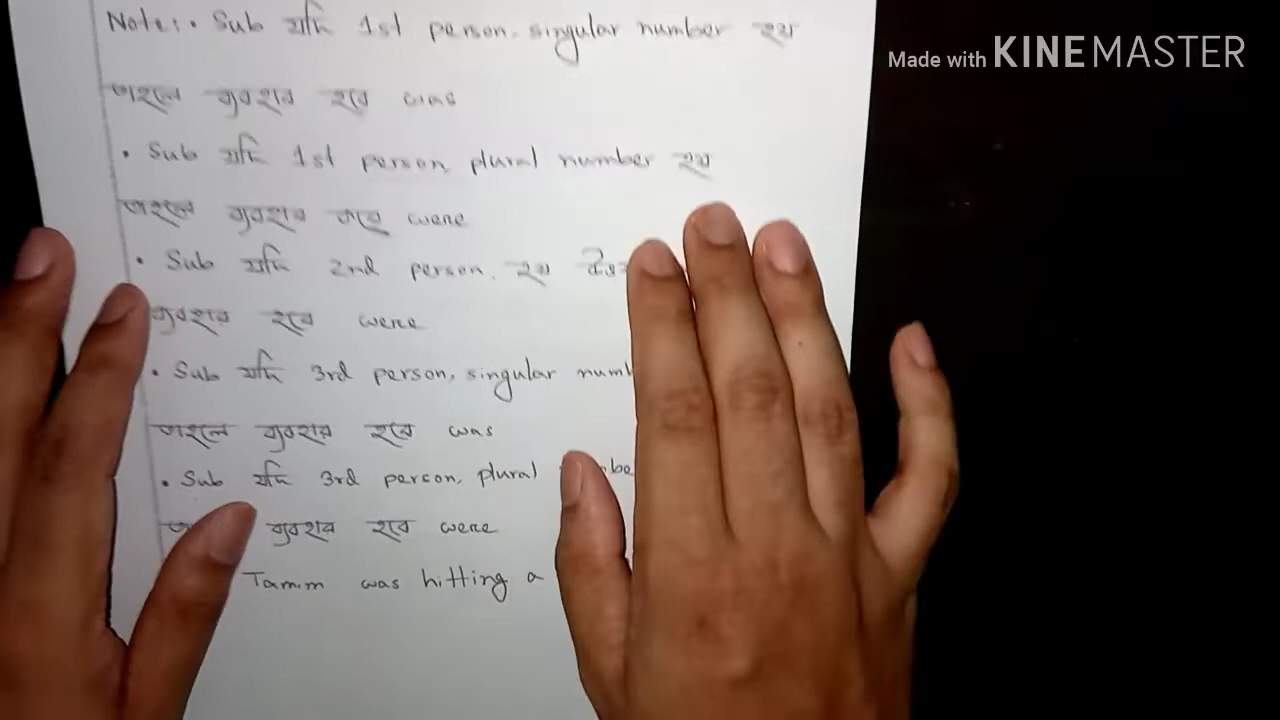 Note:• Sub যদি 1st person, singular number হয়
Made with KINEMASTER
তাহলে ব্যবহার হবে was
• Sub যদি 1st person, plural number হয়
তাহলে ব্যবহার হবে were
• Sub যদি 2nd person, হয়
ব্যবহার হবে were
• Sub যদি 3rd person, singular
তাহলে ব্যবহার হবে was
• Sub যদি 3rd person, plural
ব্যবহার হবে were
Tamim was hitting a